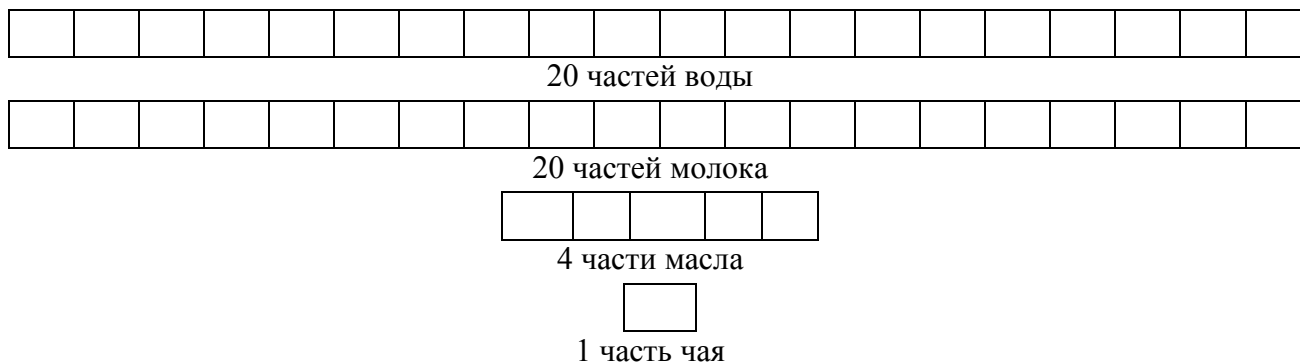 20 частей воды
20 частей молока
4 части масла
1 часть чая